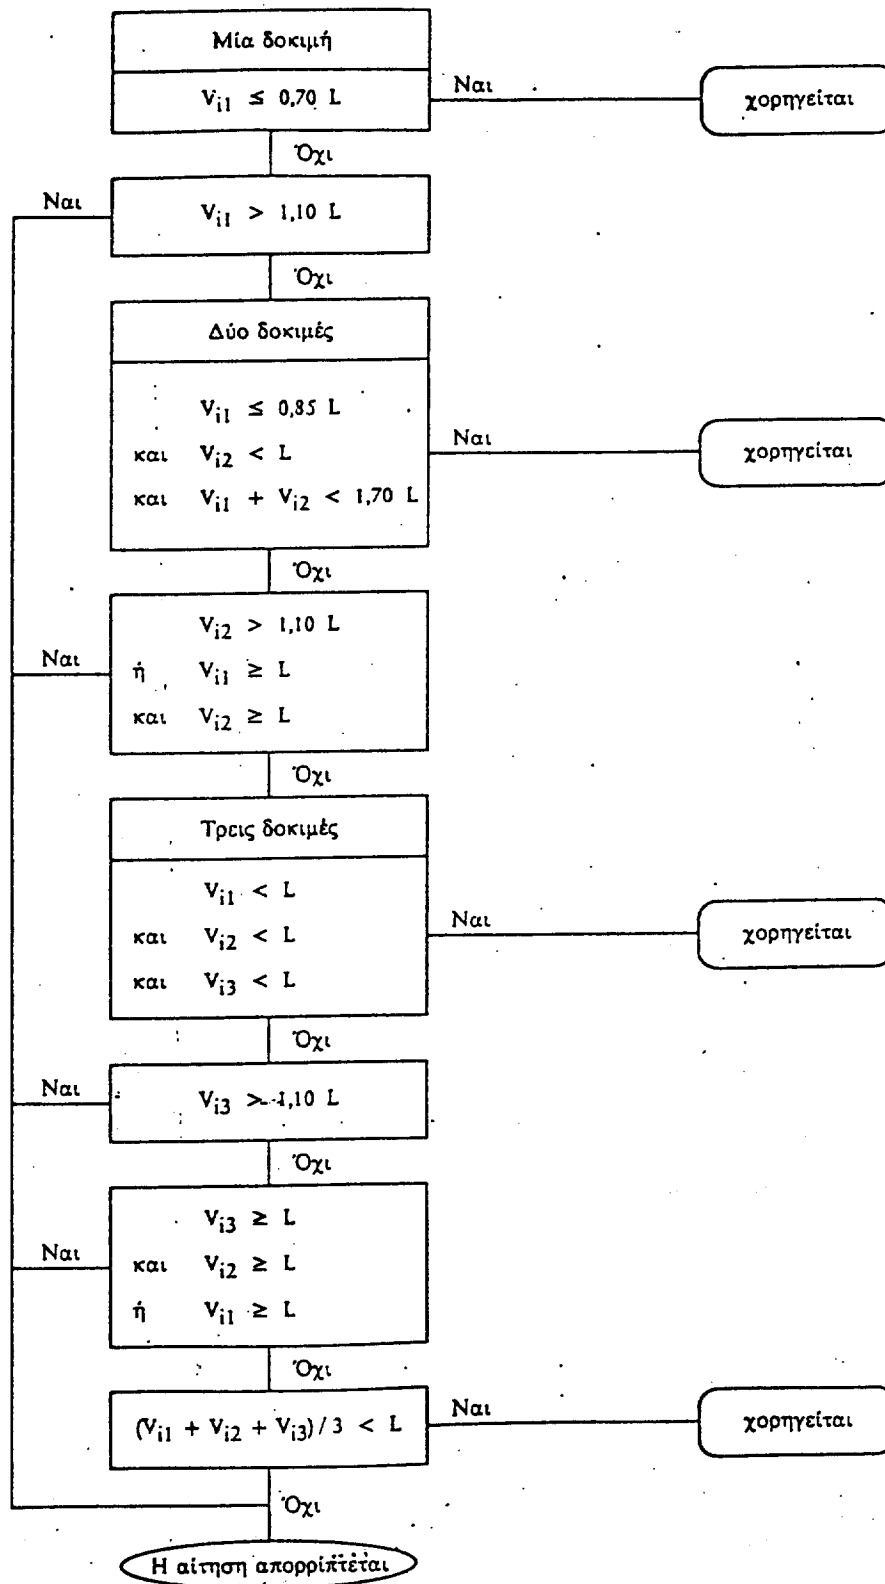 Μία δοκιμή
V_i1 ≤ 0,70 L
Ναι
χορηγείται
Όχι
Ναι
V_i1 > 1,10 L
Όχι
Δύο δοκιμές
V_i1 ≤ 0,85 L
και V_i2 < L
και V_i1 + V_i2 < 1,70 L
Ναι
χορηγείται
Όχι
Ναι
V_i2 > 1,10 L
ή V_i1 ≥ L
και V_i2 ≥ L
Όχι
Τρεις δοκιμές
V_i1 < L
και V_i2 < L
και V_i3 < L
Ναι
χορηγείται
Όχι
Ναι
V_i3 > 1,10 L
Όχι
Ναι
V_i3 ≥ L
και V_i2 ≥ L
ή V_i1 ≥ L
Όχι
(V_i1 + V_i2 + V_i3)/3 < L
Ναι
χορηγείται
Όχι
Η αίτηση απορρίπτεται